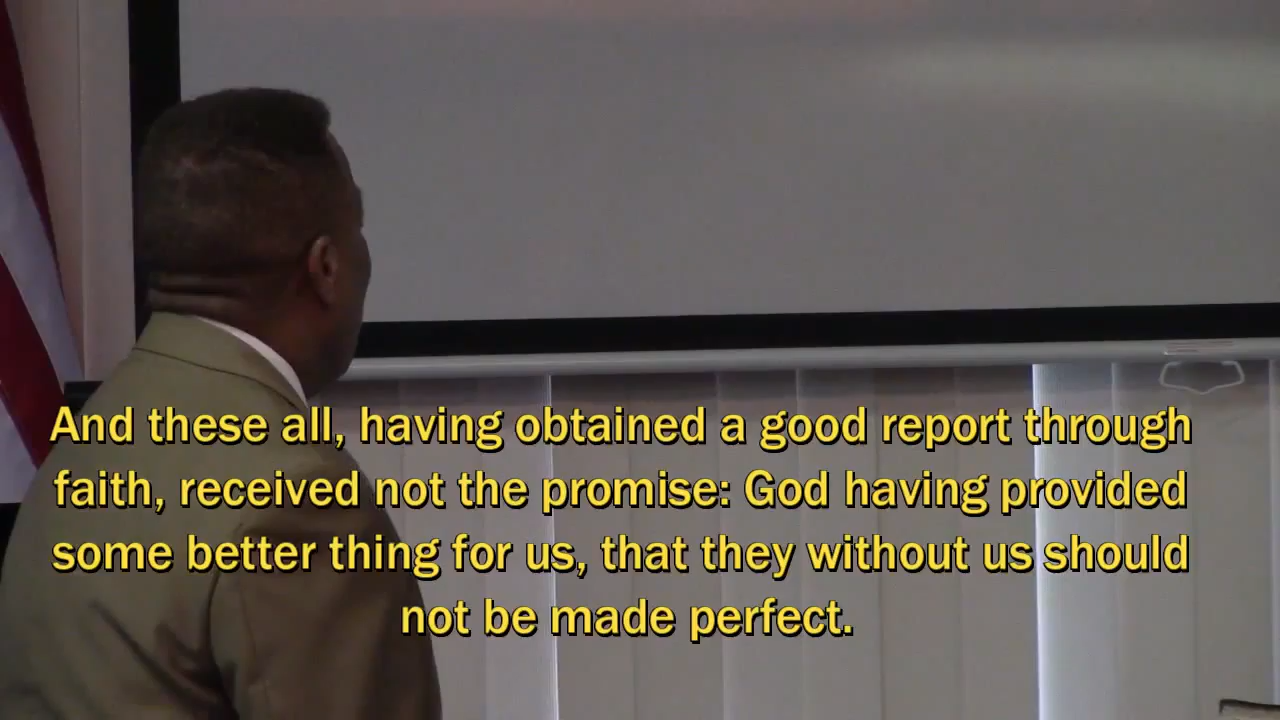 And these all, having obtained a good report through
faith, received not the promise: God having provided
some better thing for us, that they without us should
not be made perfect.